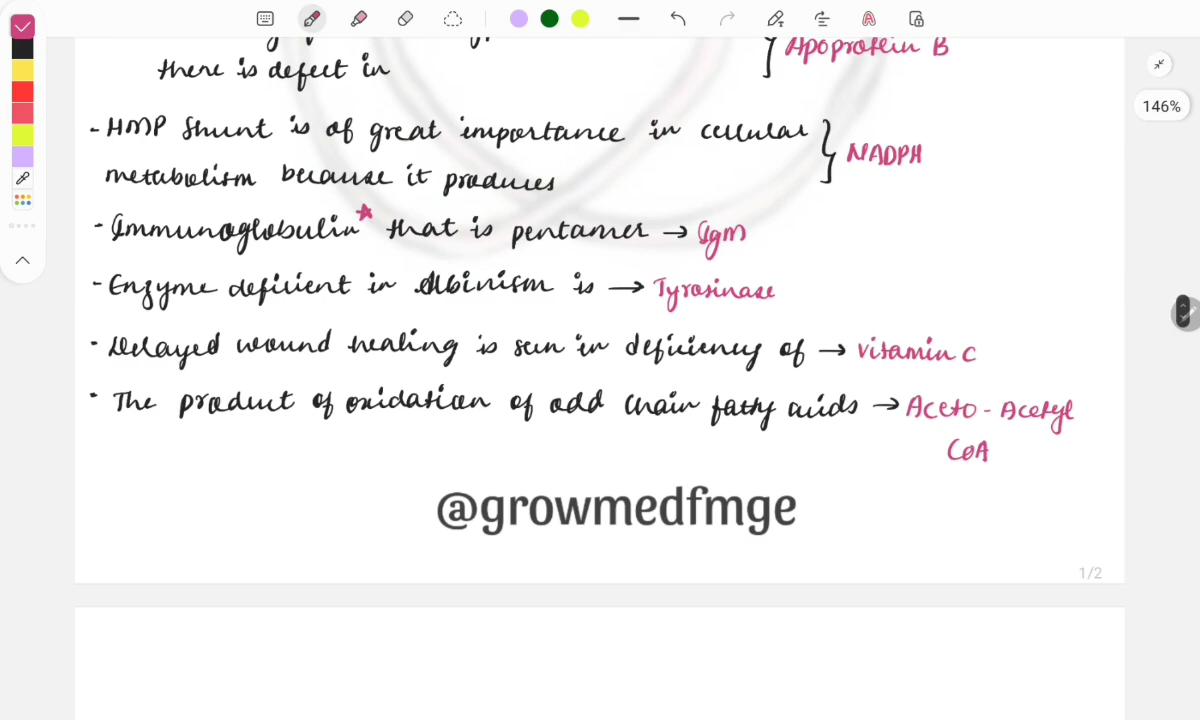 146%
Apoprotein B
there is defect in
- HMP Shunt is of great importance in cellular
metabolism because it produces
NADPH
- Immunoglobulin* that is pentamer → IgM
- Enzyme deficient in Albinism is → Tyrosinase
· Delayed wound healing is seen in deficiency of → vitamin C
· The product of oxidation of odd chain fatty acids → Aceto - Acetyl
CoA
@growmedfmge
1/2